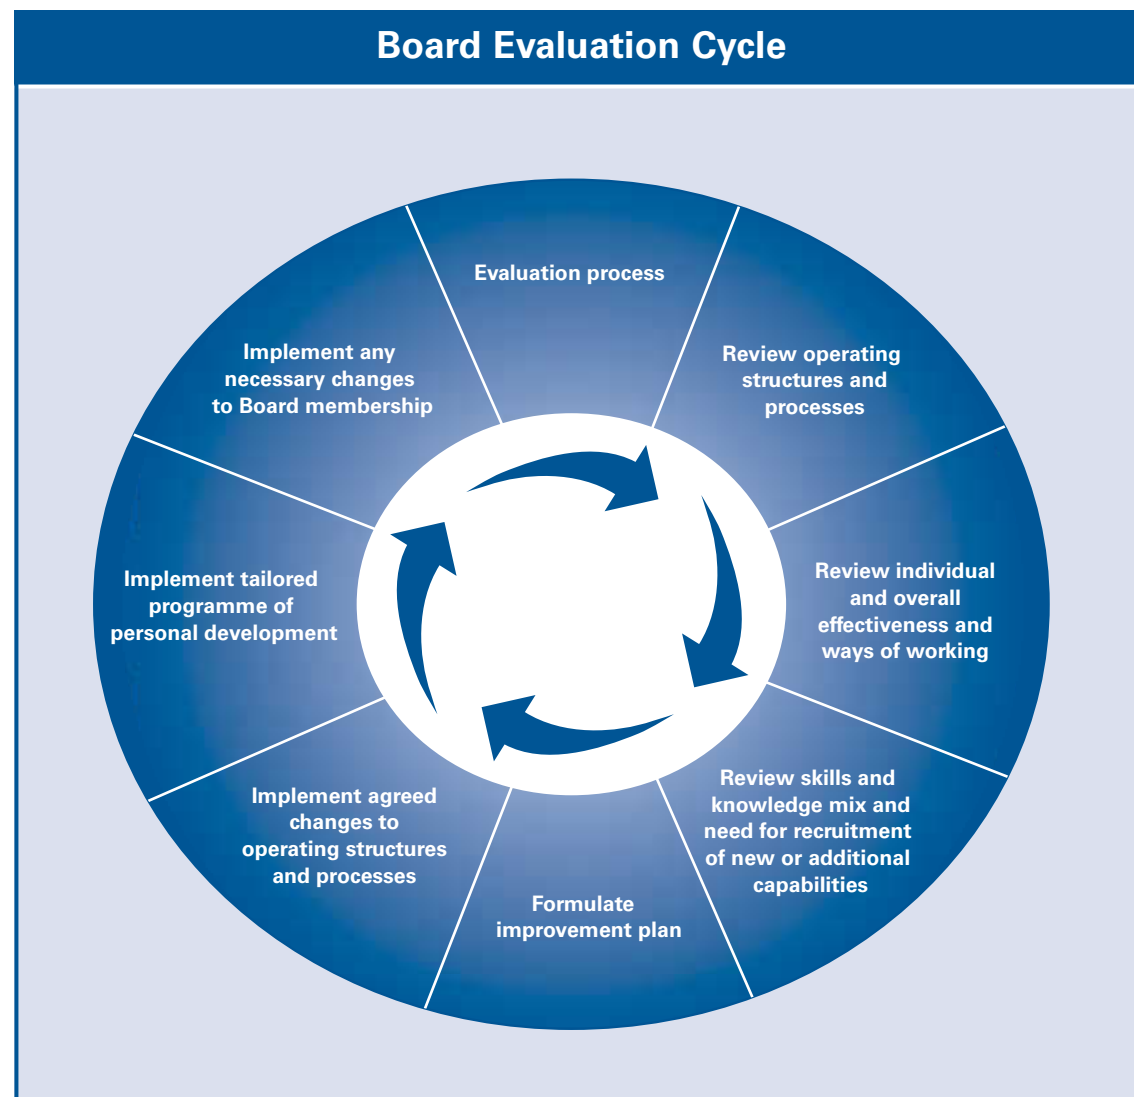 Board Evaluation Cycle
Evaluation process
Review operating
structures and
processes
Review individual
and overall
effectiveness and
ways of working
Review skills and
knowledge mix and
need for recruitment
of new or additional
capabilities
Formulate
improvement plan
Implement agreed
changes to
operating structures
and processes
Implement tailored
programme of
personal development
Implement any
necessary changes
to Board membership